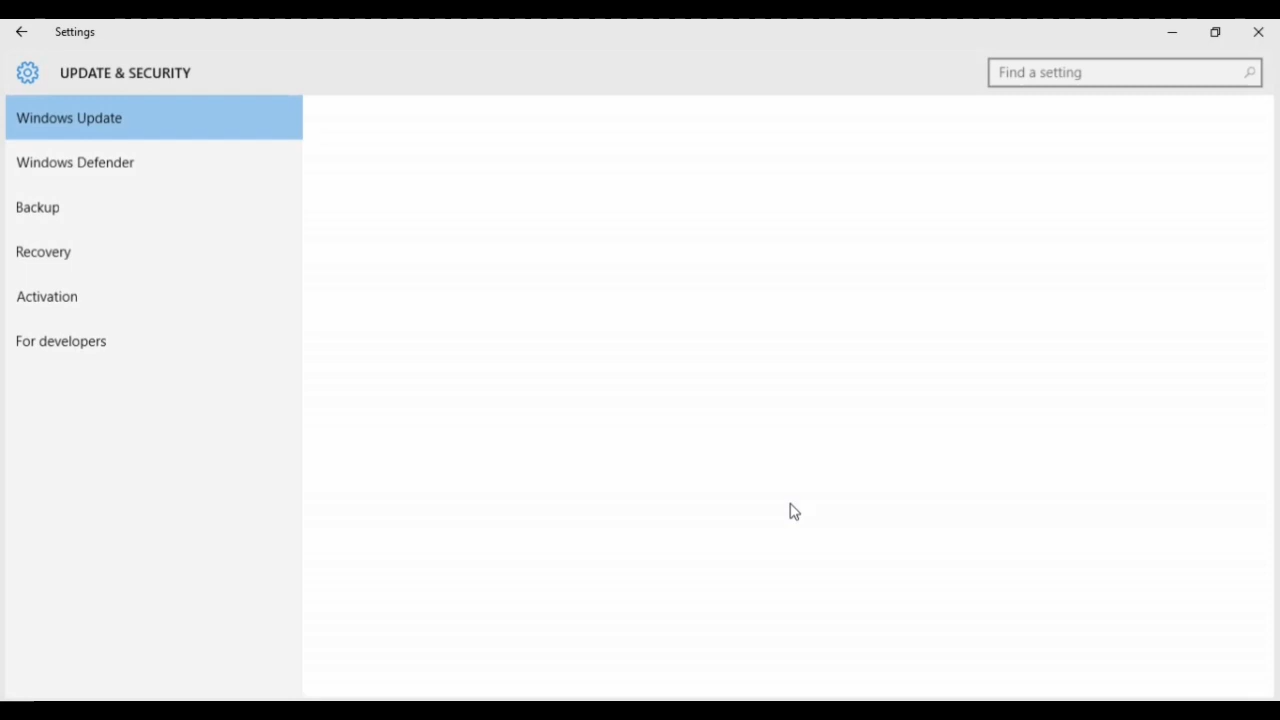 Settings
UPDATE & SECURITY
Find a setting
Windows Update
Windows Defender
Backup
Recovery
Activation
For developers